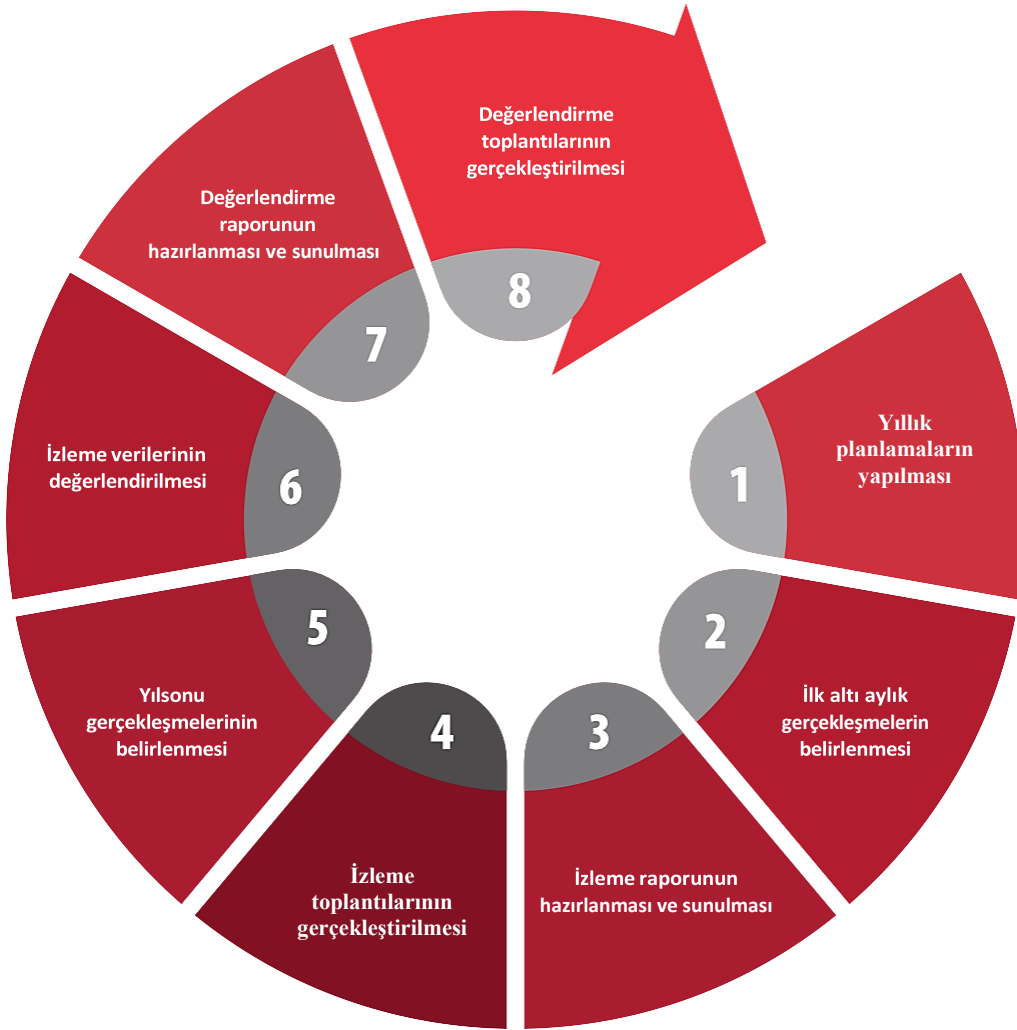 1
Yıllık
planlamaların
yapılması
2
İlk altı aylık
gerçekleşmelerin
belirlenmesi
3
İzleme raporunun
hazırlanması ve sunulması
4
İzleme
toplantılarının
gerçekleştirilmesi
5
Yılsonu
gerçekleşmelerinin
belirlenmesi
6
İzleme verilerinin
değerlendirilmesi
7
Değerlendirme
raporunun
hazırlanması ve sunulması
8
Değerlendirme
toplantılarının
gerçekleştirilmesi